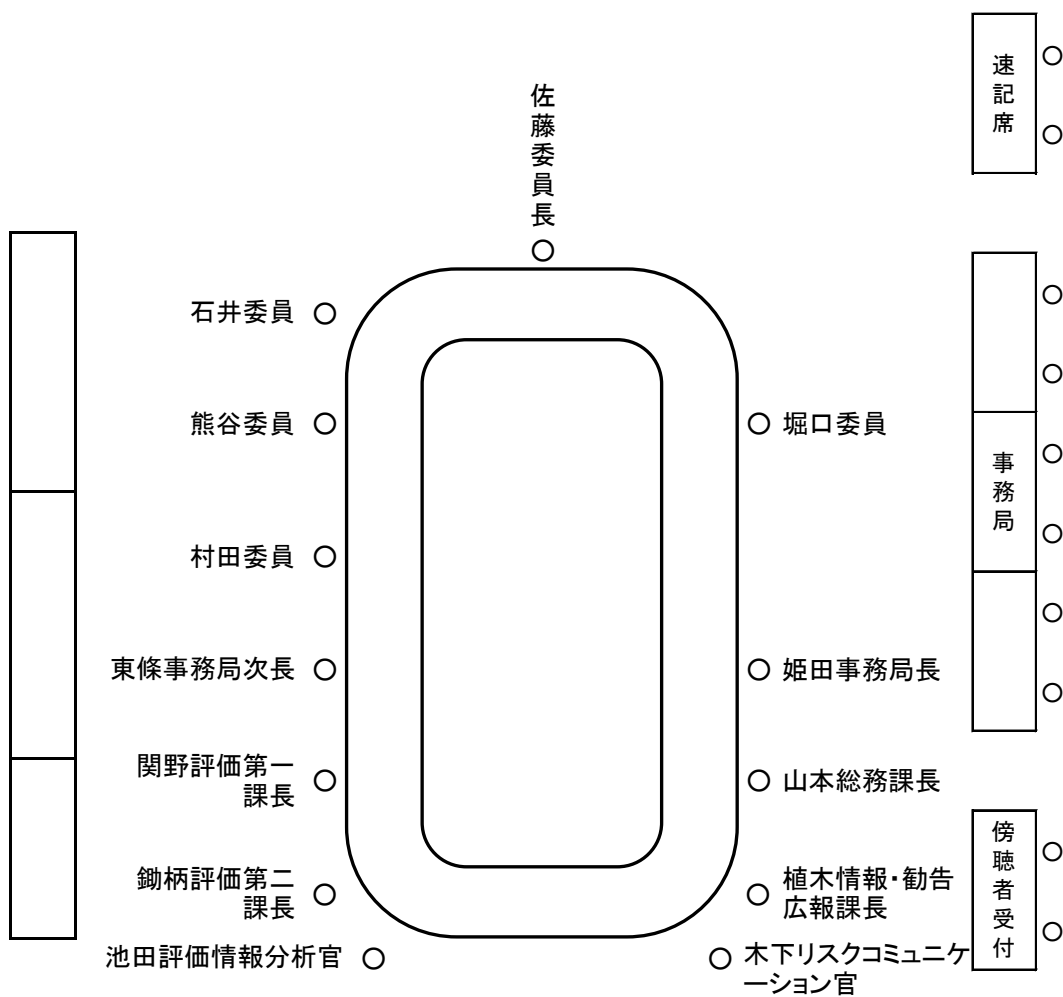 速記席
佐藤委員長
石井委員
熊谷委員
堀口委員
事務局
村田委員
東條事務局次長
姫田事務局長
関野評価第一
課長
山本総務課長
鋤柄評価第二
課長
植木情報・勧告
広報課長
傍聴者受付
池田評価情報分析官
木下リスクコミュニケ
ーション官